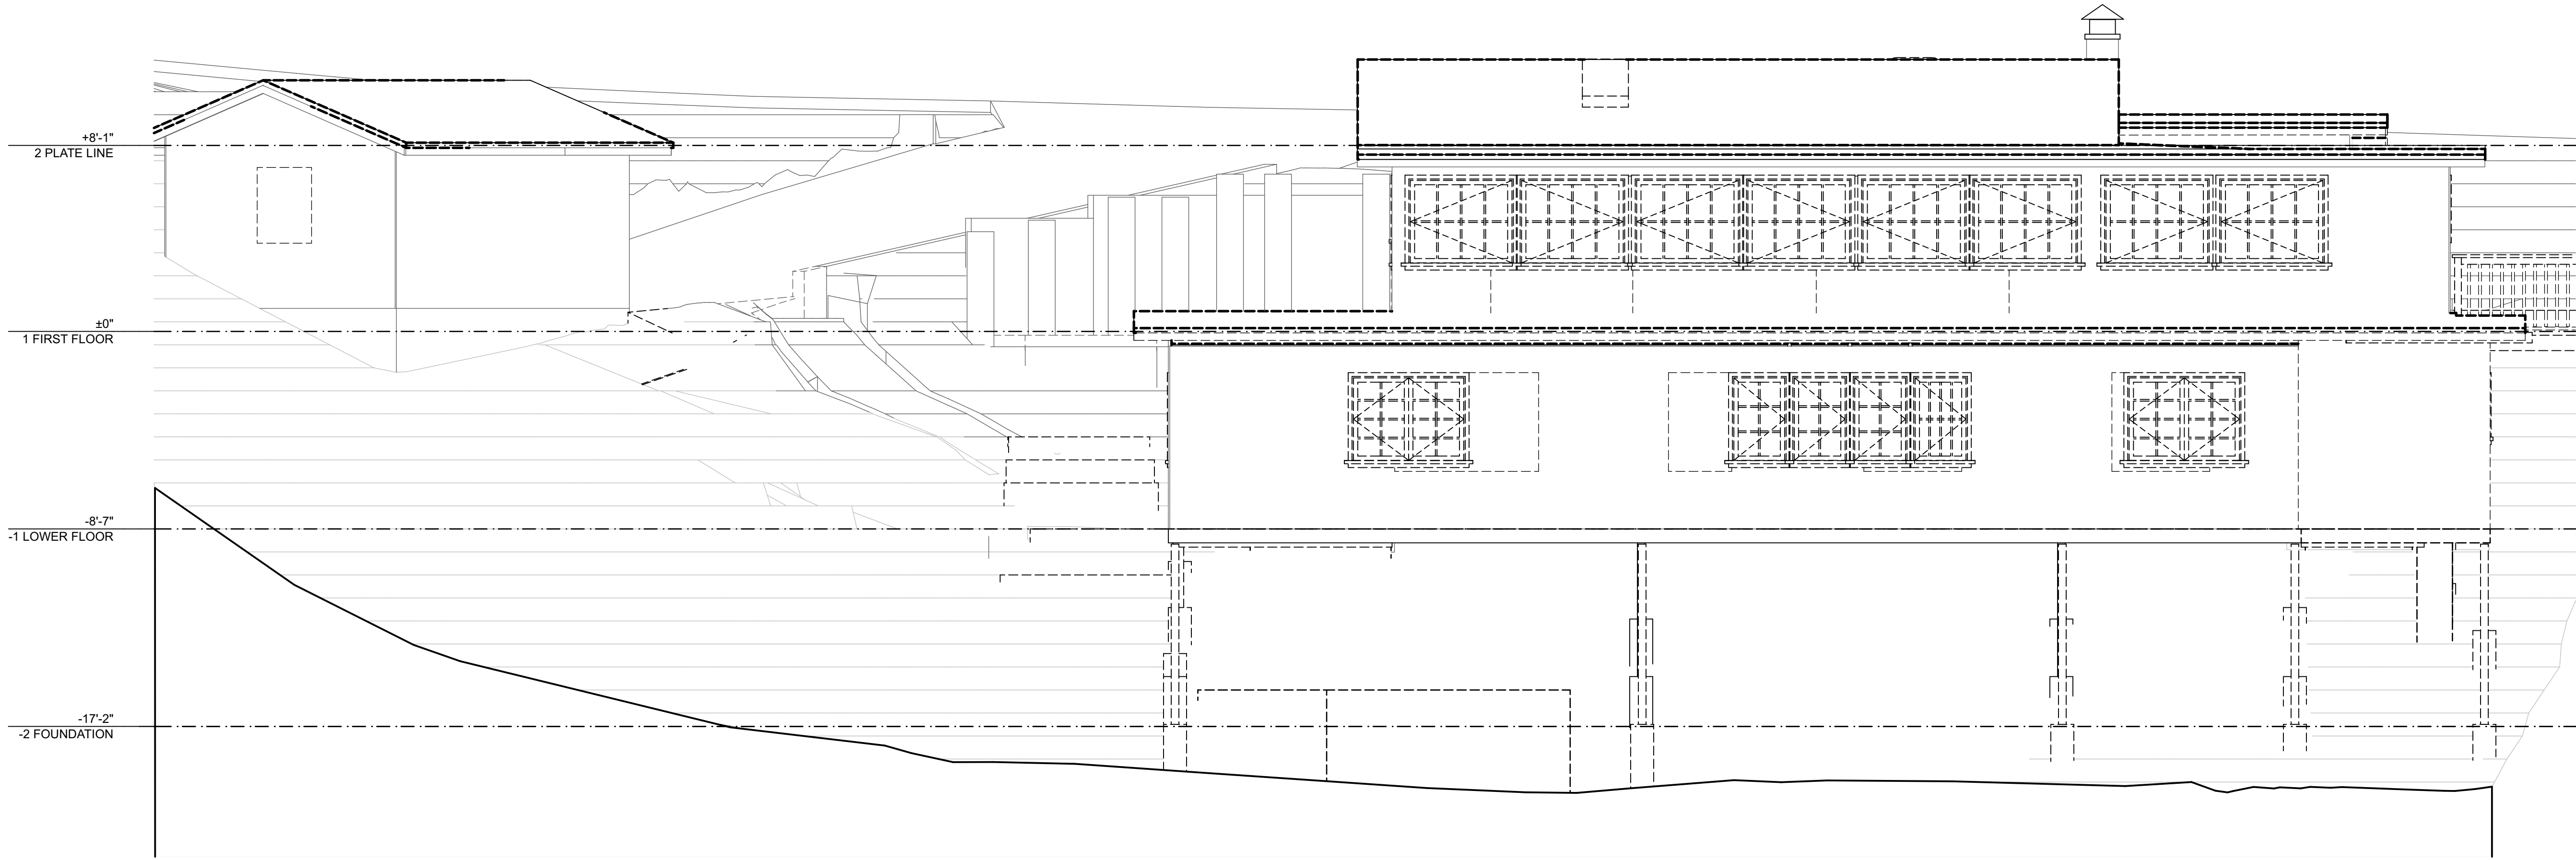 +8'-1"
2 PLATE LINE
±0"
1 FIRST FLOOR
-8'-7"
-1 LOWER FLOOR
-17'-2"
-2 FOUNDATION